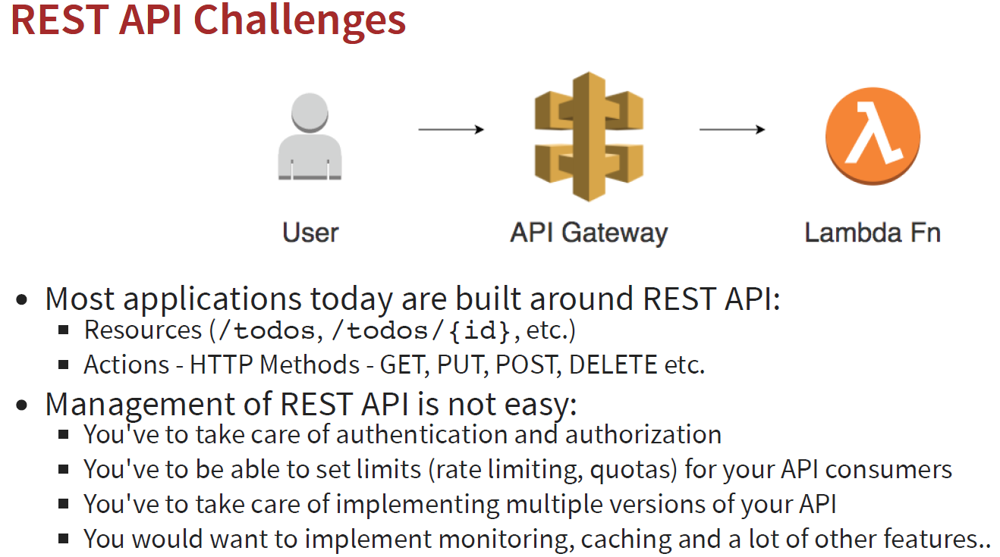 REST API Challenges
User
API Gateway
Lambda Fn
• Most applications today are built around REST API:
▪ Resources (/todos, /todos/{id}, etc.)
▪ Actions - HTTP Methods - GET, PUT, POST, DELETE etc.
• Management of REST API is not easy:
▪ You've to take care of authentication and authorization
▪ You've to be able to set limits (rate limiting, quotas) for your API consumers
▪ You've to take care of implementing multiple versions of your API
▪ You would want to implement monitoring, caching and a lot of other features..